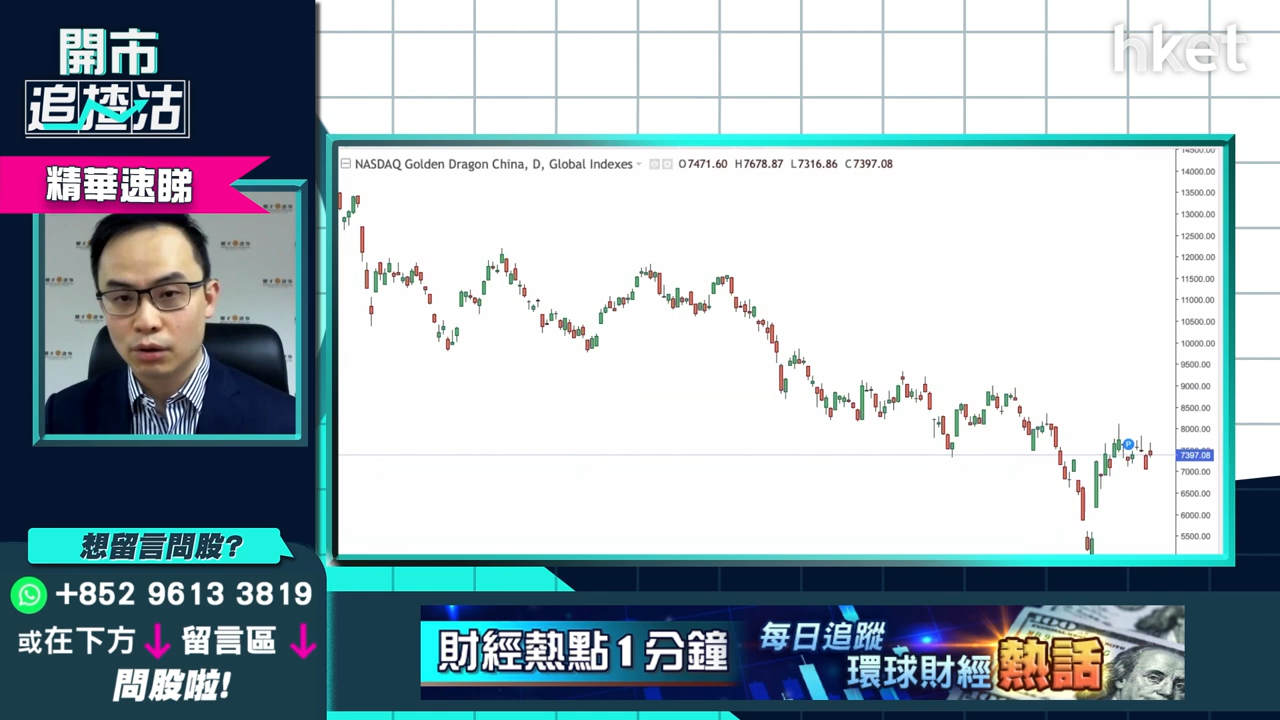 開市
追揸沽
hket
精華速睇
NASDAQ Golden Dragon China, D, Global Indexes O7471.60 H7678.87 L7316.86 C7397.08
14500.00
14000.00
13500.00
13000.00
12500.00
12000.00
11500.00
11000.00
10500.00
10000.00
9500.00
9000.00
8500.00
8000.00
P
7397.08
7000.00
6500.00
6000.00
5500.00
想留言問股?
+852 9613 3819
或在下方 留言區
問股啦!
財經熱點1分鐘
每日追蹤
環球財經熱話